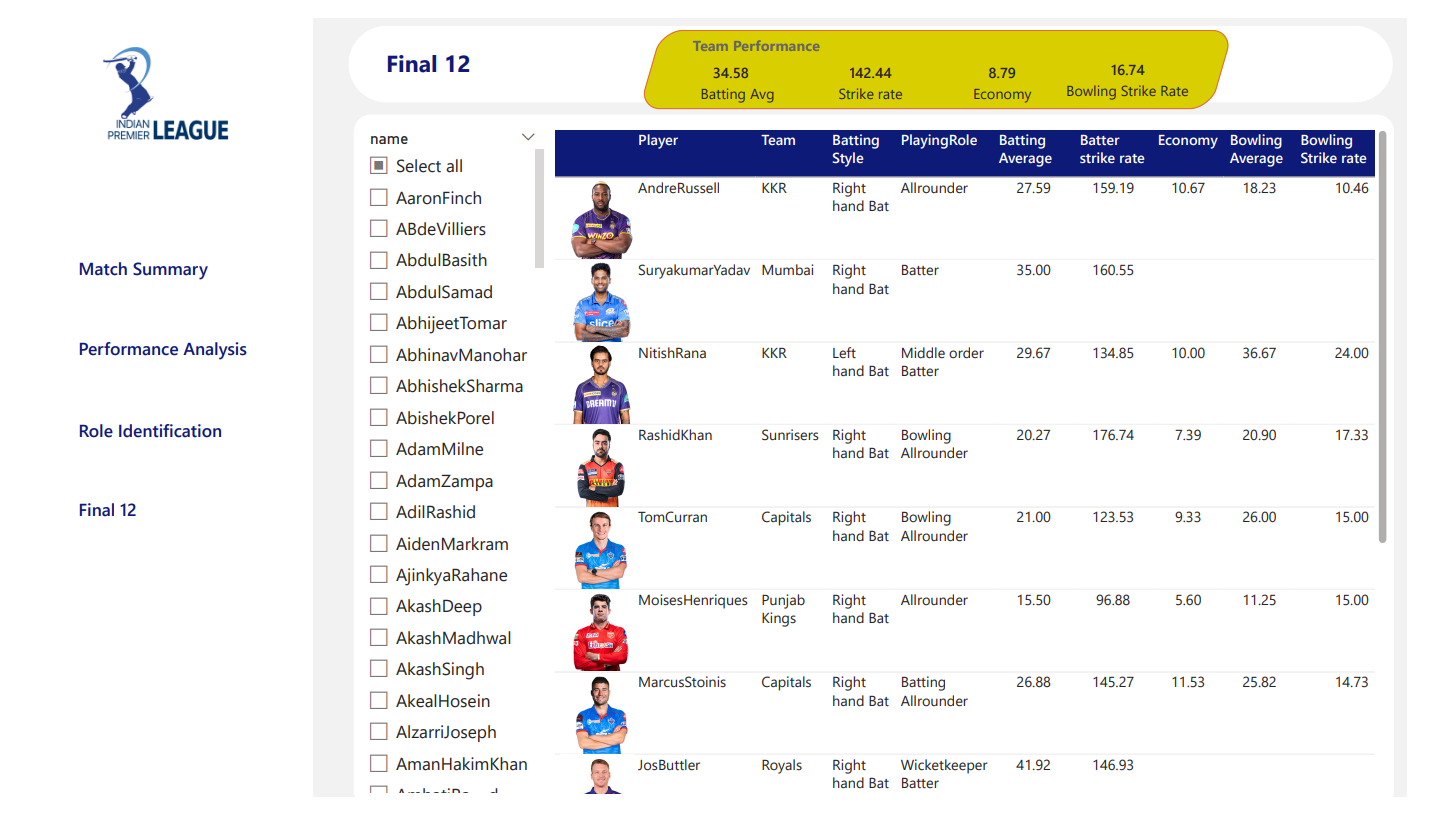 INDIAN
PREMIER LEAGUE
Match Summary
Performance Analysis
Role Identification
Final 12
Final 12
Team Performance
34.58 142.44 8.79 16.74
Batting Avg Strike rate Economy Bowling Strike Rate
name
Select all
AaronFinch
ABdeVilliers
AbdulBasith
AbdulSamad
AbhijeetTomar
AbhinavManohar
AbhishekSharma
AbishekPorel
AdamMilne
AdamZampa
AdilRashid
AidenMarkram
AjinkyaRahane
AkashDeep
AkashMadhwal
AkashSingh
AkealHosein
AlzarriJoseph
AmanHakimKhan
Player Team Batting PlayingRole Batting Batter Economy Bowling Bowling
Style Average strike rate Average Strike rate
AndreRussell KKR Right Allrounder 27.59 159.19 10.67 18.23 10.46
hand Bat
WINZO
SuryakumarYadav Mumbai Right Batter 35.00 160.55
hand Bat
slice
NitishRana KKR Left Middle order 29.67 134.85 10.00 36.67 24.00
hand Bat Batter
DREAM11
RashidKhan Sunrisers Right Bowling 20.27 176.74 7.39 20.90 17.33
hand Bat Allrounder
TomCurran Capitals Right Bowling 21.00 123.53 9.33 26.00 15.00
hand Bat Allrounder
MoisesHenriques Punjab Right Allrounder 15.50 96.88 5.60 11.25 15.00
Kings hand Bat
MarcusStoinis Capitals Right Batting 26.88 145.27 11.53 25.82 14.73
hand Bat Allrounder
JosButtler Royals Right Wicketkeeper 41.92 146.93
hand Bat Batter